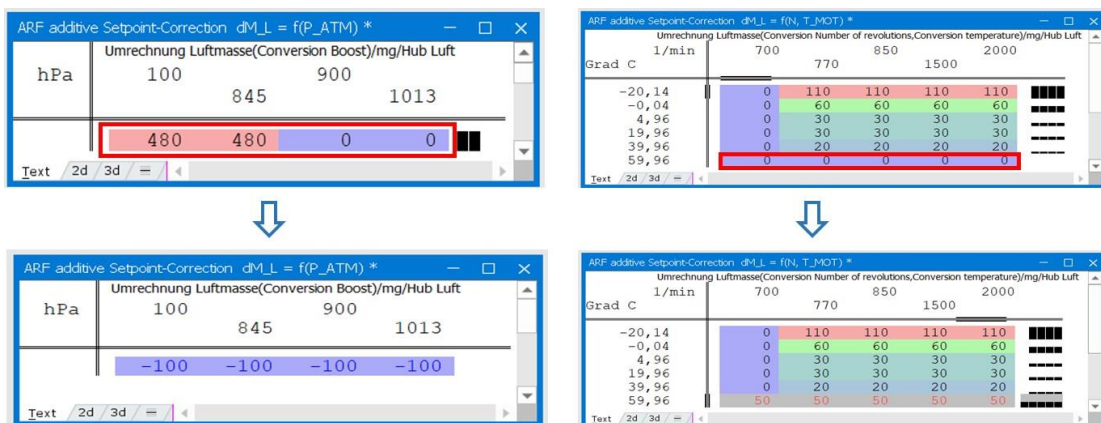 ARF additive Setpoint-Correction dM_L = f(P_ATM) *
Umrechnung Luftmasse(Conversion Boost)/mg/Hub Luft
hPa 100 900
845 1013
480 480 0 0
Text 2d 3d =
ARF additive Setpoint-Correction dM_L = f(N, T_MOT) *
Umrechnung Luftmasse(Conversion Number of revolutions,Conversion temperature)/mg/Hub Luft
1/min 700 850 2000
Grad C 770 1500
-20,14 0 110 110 110 110
-0,04 0 60 60 60 60
4,96 0 30 30 30 30
19,96 0 30 30 30 30
39,96 0 20 20 20 20
59,96 0 0 0 0 0
Text 2d 3d =
ARF additive Setpoint-Correction dM_L = f(P_ATM) *
Umrechnung Luftmasse(Conversion Boost)/mg/Hub Luft
hPa 100 900
845 1013
-100 -100 -100 -100
Text 2d 3d =
ARF additive Setpoint-Correction dM_L = f(N, T_MOT) *
Umrechnung Luftmasse(Conversion Number of revolutions,Conversion temperature)/mg/Hub Luft
1/min 700 850 2000
Grad C 770 1500
-20,14 0 110 110 110 110
-0,04 0 60 60 60 60
4,96 0 30 30 30 30
19,96 0 30 30 30 30
39,96 0 20 20 20 20
59,96 50 50 50 50 50
Text 2d 3d =